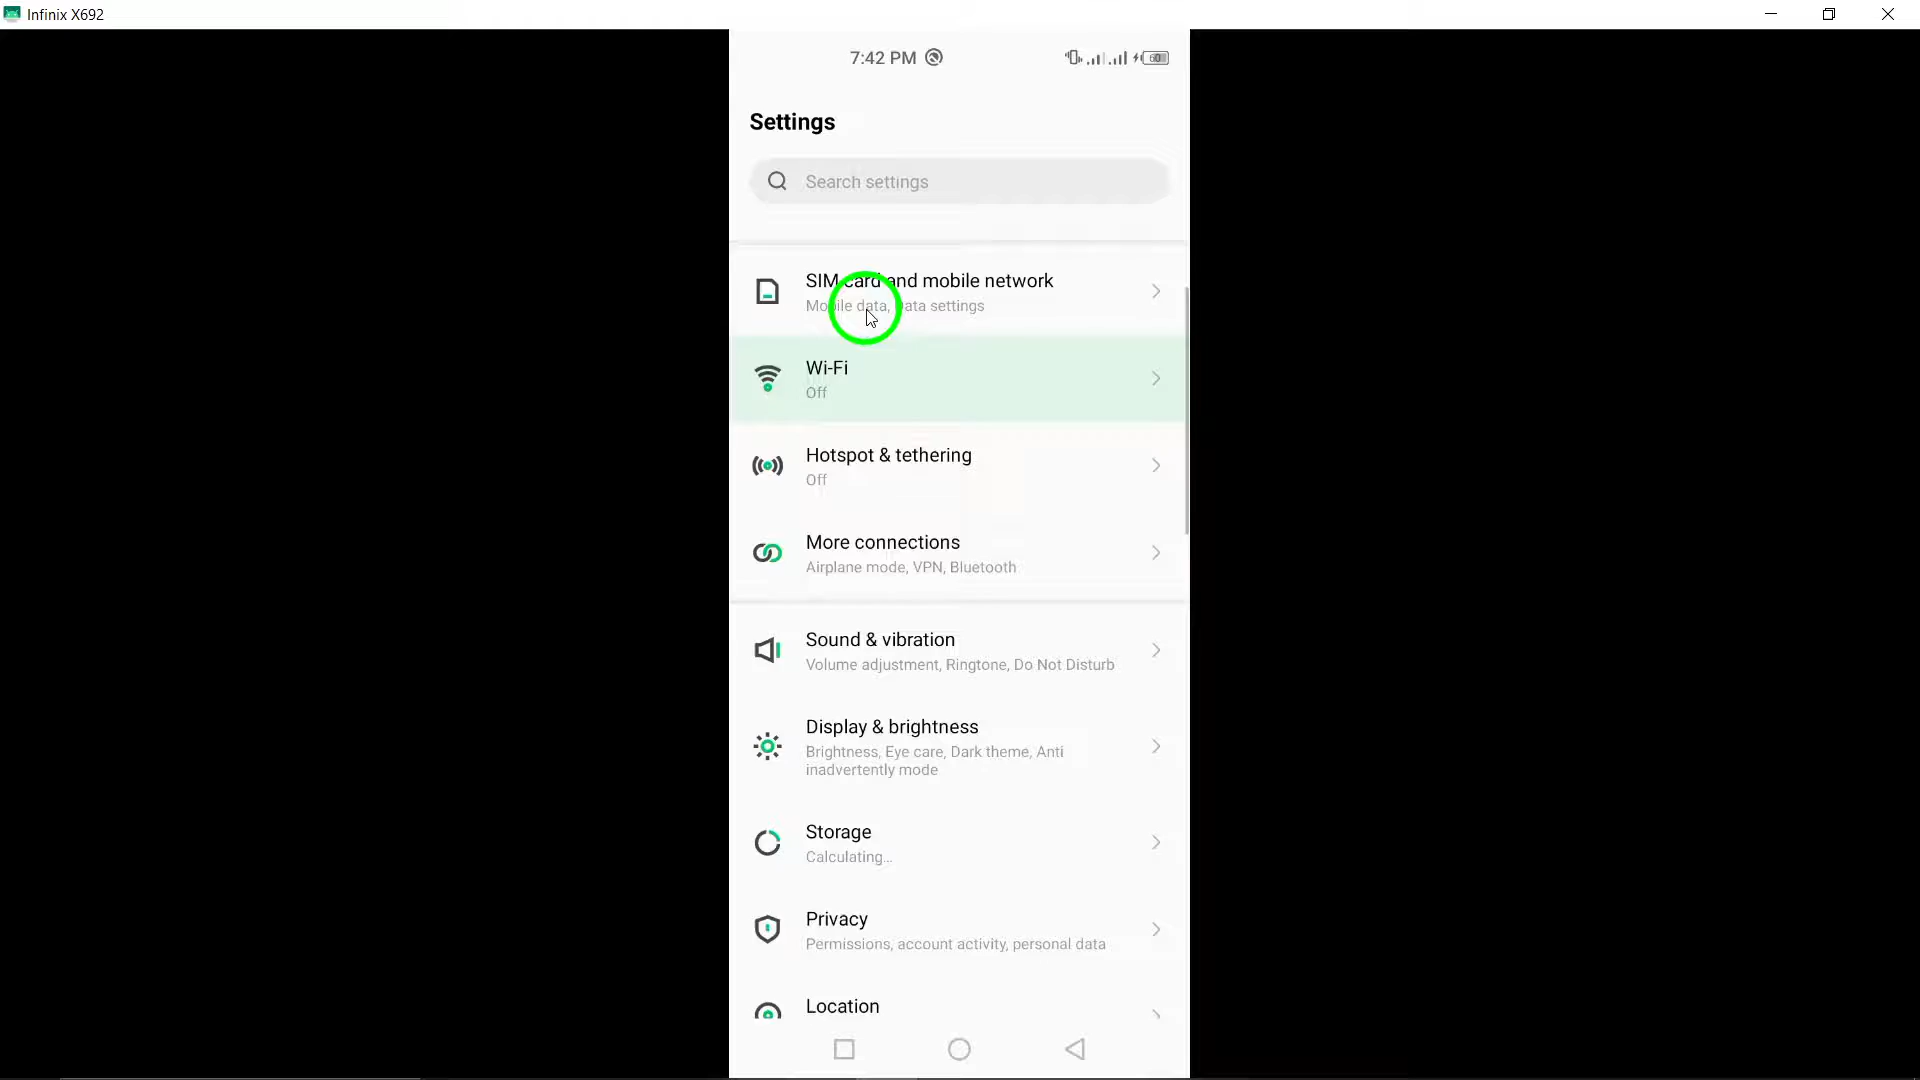 Infinix X692
7:42 PM
60
Settings
Search settings
SIM card and mobile network
Mobile data, Data settings
Wi-Fi
Off
Hotspot & tethering
Off
More connections
Airplane mode, VPN, Bluetooth
Sound & vibration
Volume adjustment, Ringtone, Do Not Disturb
Display & brightness
Brightness, Eye care, Dark theme, Anti
inadvertently mode
Storage
Calculating...
Privacy
Permissions, account activity, personal data
Location